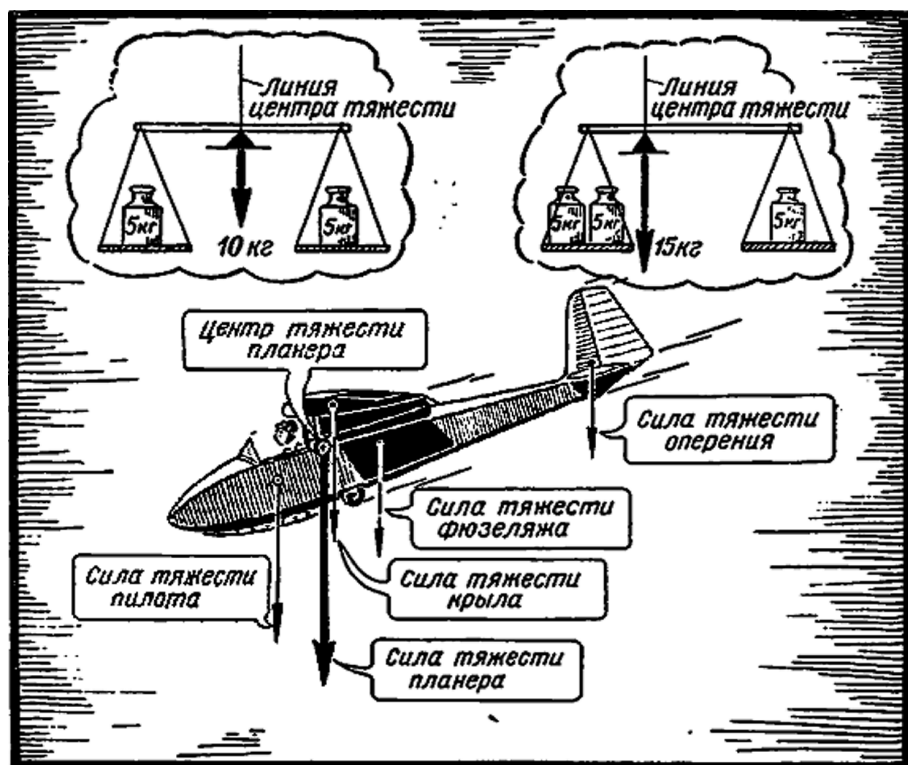 Линия
центра тяжести
5кг
5кг
10 кг
Линия
центра тяжести
5кг
5кг
5кг
15кг
Центр тяжести
планера
Сила тяжести
оперения
Сила тяжести
фюзеляжа
Сила тяжести
пилота
Сила тяжести
крыла
Сила тяжести
планера